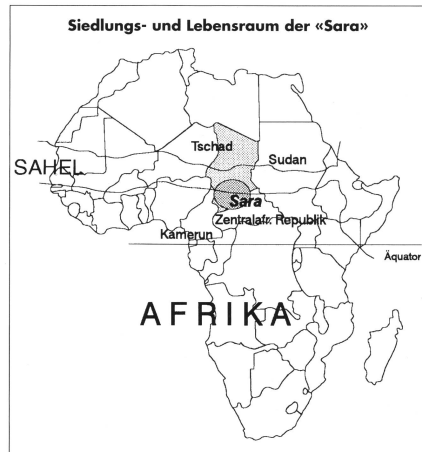 Siedlungs- und Lebensraum der «Sara»
Tschad
SAHEL
Sudan
Sara
Zentralafr. Republik
Kamerun
Äquator
AFRIKA